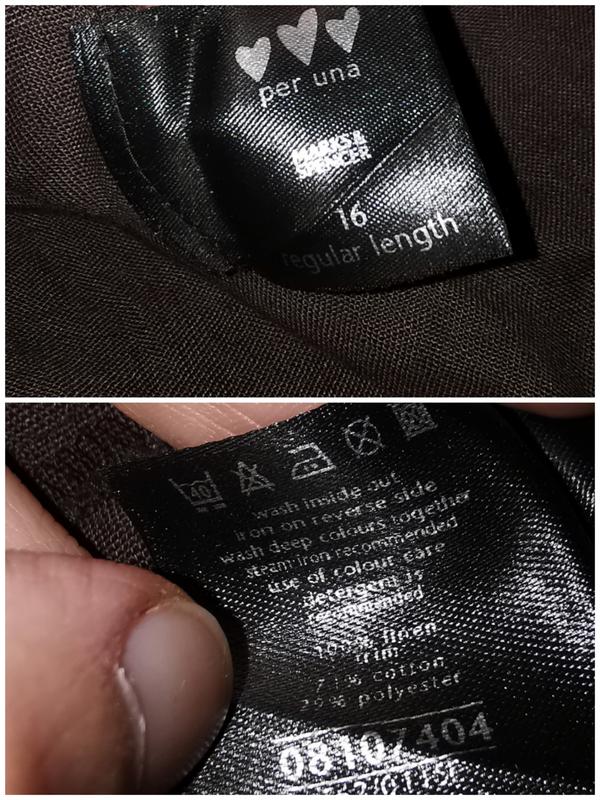 per una
MARKS &
SPENCER
16
regular length
40
wash inside out
iron on reverse side
wash deep colours together
steam iron recommended
use of colour care
detergent is
recommended
100% linen
trim
71% cotton
29% polyester
08107404